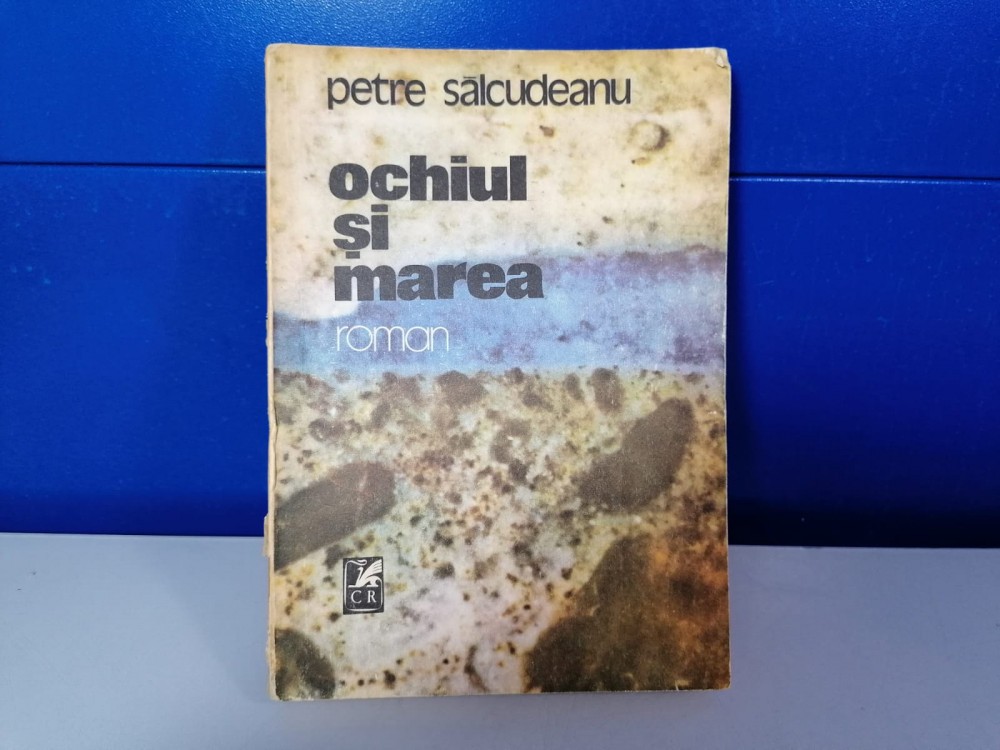 petre sălcudeanu
ochiul
și
marea
roman
CR